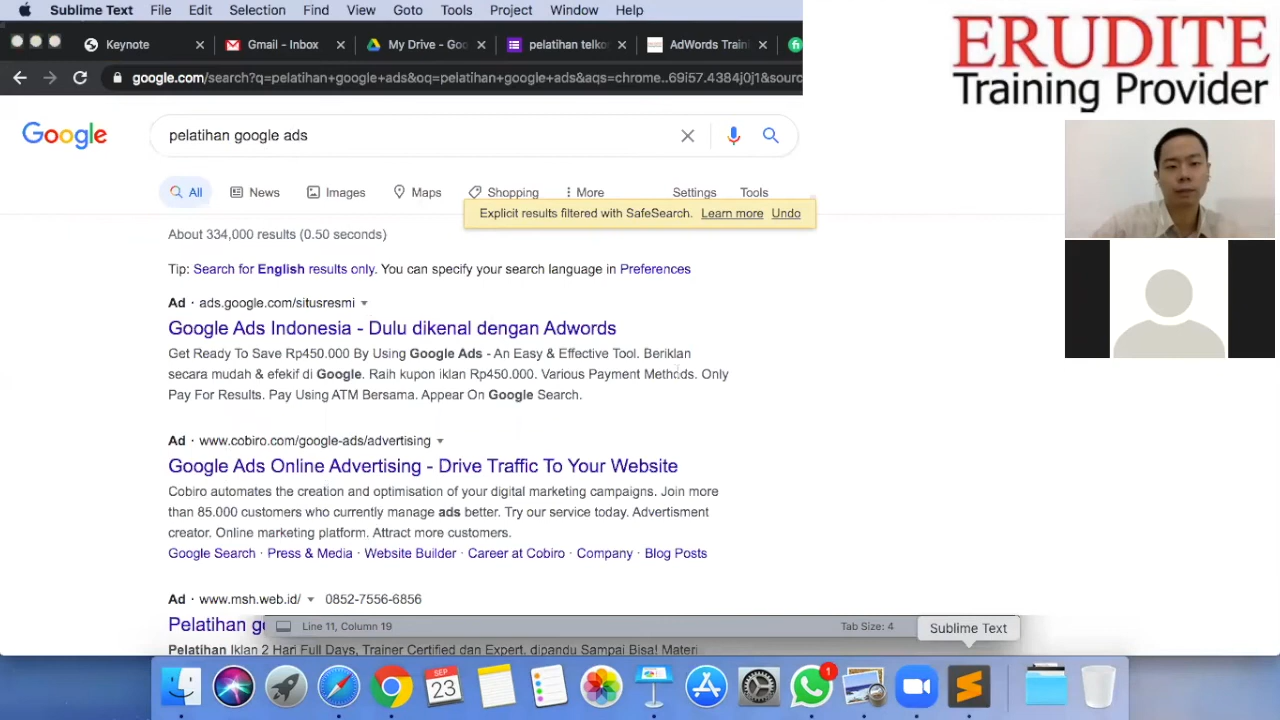 Sublime Text File Edit Selection Find View Goto Tools Project Window Help
Keynote Gmail - Inbox My Drive - Goo pelatihan telko AdWords Traini
google.com/search?q=pelatihan+google+ads&oq=pelatihan+google+ads&aqs=chrome..69i57.4384j0j1&sourc
ERUDITE
Training Provider
Google pelatihan google ads
All News Images Maps Shopping More Settings Tools
Explicit results filtered with SafeSearch. Learn more Undo
About 334,000 results (0.50 seconds)
Tip: Search for English results only. You can specify your search language in Preferences
Ad · ads.google.com/situsresmi
Google Ads Indonesia - Dulu dikenal dengan Adwords
Get Ready To Save Rp450.000 By Using Google Ads - An Easy & Effective Tool. Beriklan
secara mudah & efekif di Google. Raih kupon iklan Rp450.000. Various Payment Methods. Only
Pay For Results. Pay Using ATM Bersama. Appear On Google Search.
Ad · www.cobiro.com/google-ads/advertising
Google Ads Online Advertising - Drive Traffic To Your Website
Cobiro automates the creation and optimisation of your digital marketing campaigns. Join more
than 85.000 customers who currently manage ads better. Try our service today. Advertisment
creator. Online marketing platform. Attract more customers.
Google Search · Press & Media · Website Builder · Career at Cobiro · Company · Blog Posts
Ad · www.msh.web.id/ 0852-7556-6856
Pelatihan go
Line 11, Column 19 Tab Size: 4 Sublime Text
Pelatihan Iklan 2 Hari Full Days, Trainer Certified dan Expert. dipandu Sampai Bisa! Materi
SEP
23
1